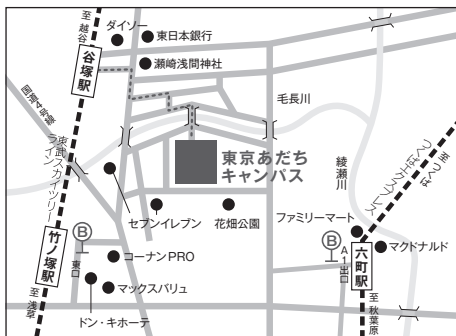 至 越谷
ダイソー
東日本銀行
谷塚駅
瀬崎浅間神社
国道4号線
毛長川
東武スカイツリー
ライン
東京あだち
キャンパス
綾瀬川
至 つくば
つくばエクスプレス
セブンイレブン
花畑公園
ファミリーマート
B
竹ノ塚駅
東口
コーナンPRO
B
A1出口
六町駅
マクドナルド
マックスバリュ
至 浅草
ドン・キホーテ
至 秋葉原